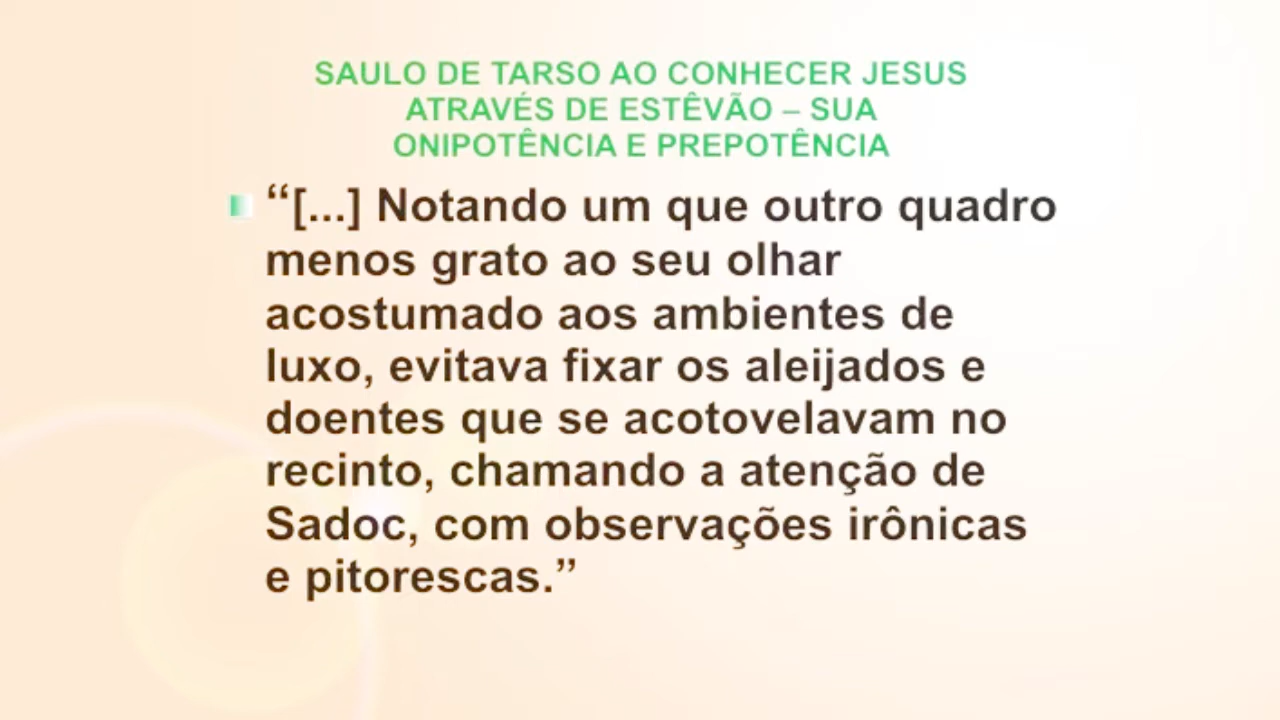 SAULO DE TARSO AO CONHECER JESUS
ATRAVÉS DE ESTÊVÃO – SUA
ONIPOTÊNCIA E PREPOTÊNCIA
“[...] Notando um que outro quadro
menos grato ao seu olhar
acostumado aos ambientes de
luxo, evitava fixar os aleijados e
doentes que se acotovelavam no
recinto, chamando a atenção de
Sadoc, com observações irônicas
e pitorescas.”